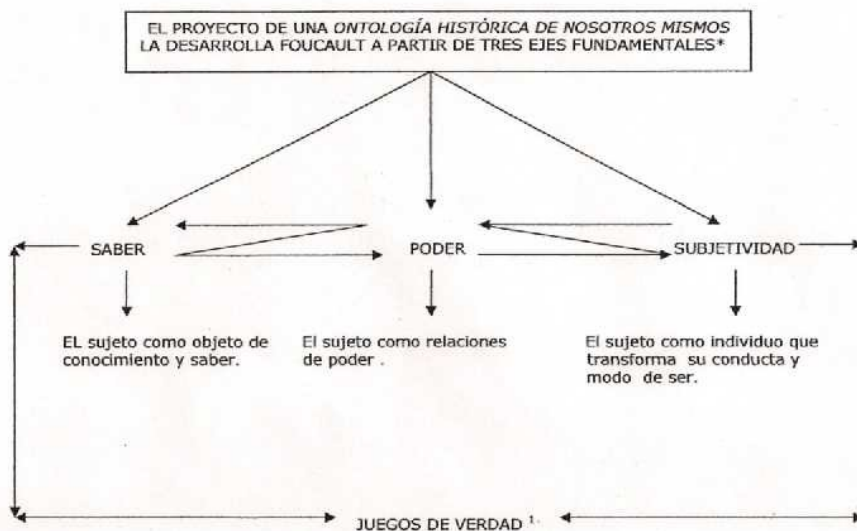 EL PROYECTO DE UNA ONTOLOGÍA HISTÓRICA DE NOSOTROS MISMOS
LA DESARROLLA FOUCAULT A PARTIR DE TRES EJES FUNDAMENTALES*
SABER
PODER
SUBJETIVIDAD
EL sujeto como objeto de
conocimiento y saber.
El sujeto como relaciones
de poder .
El sujeto como individuo que
transforma su conducta y
modo de ser.
JUEGOS DE VERDAD 1.